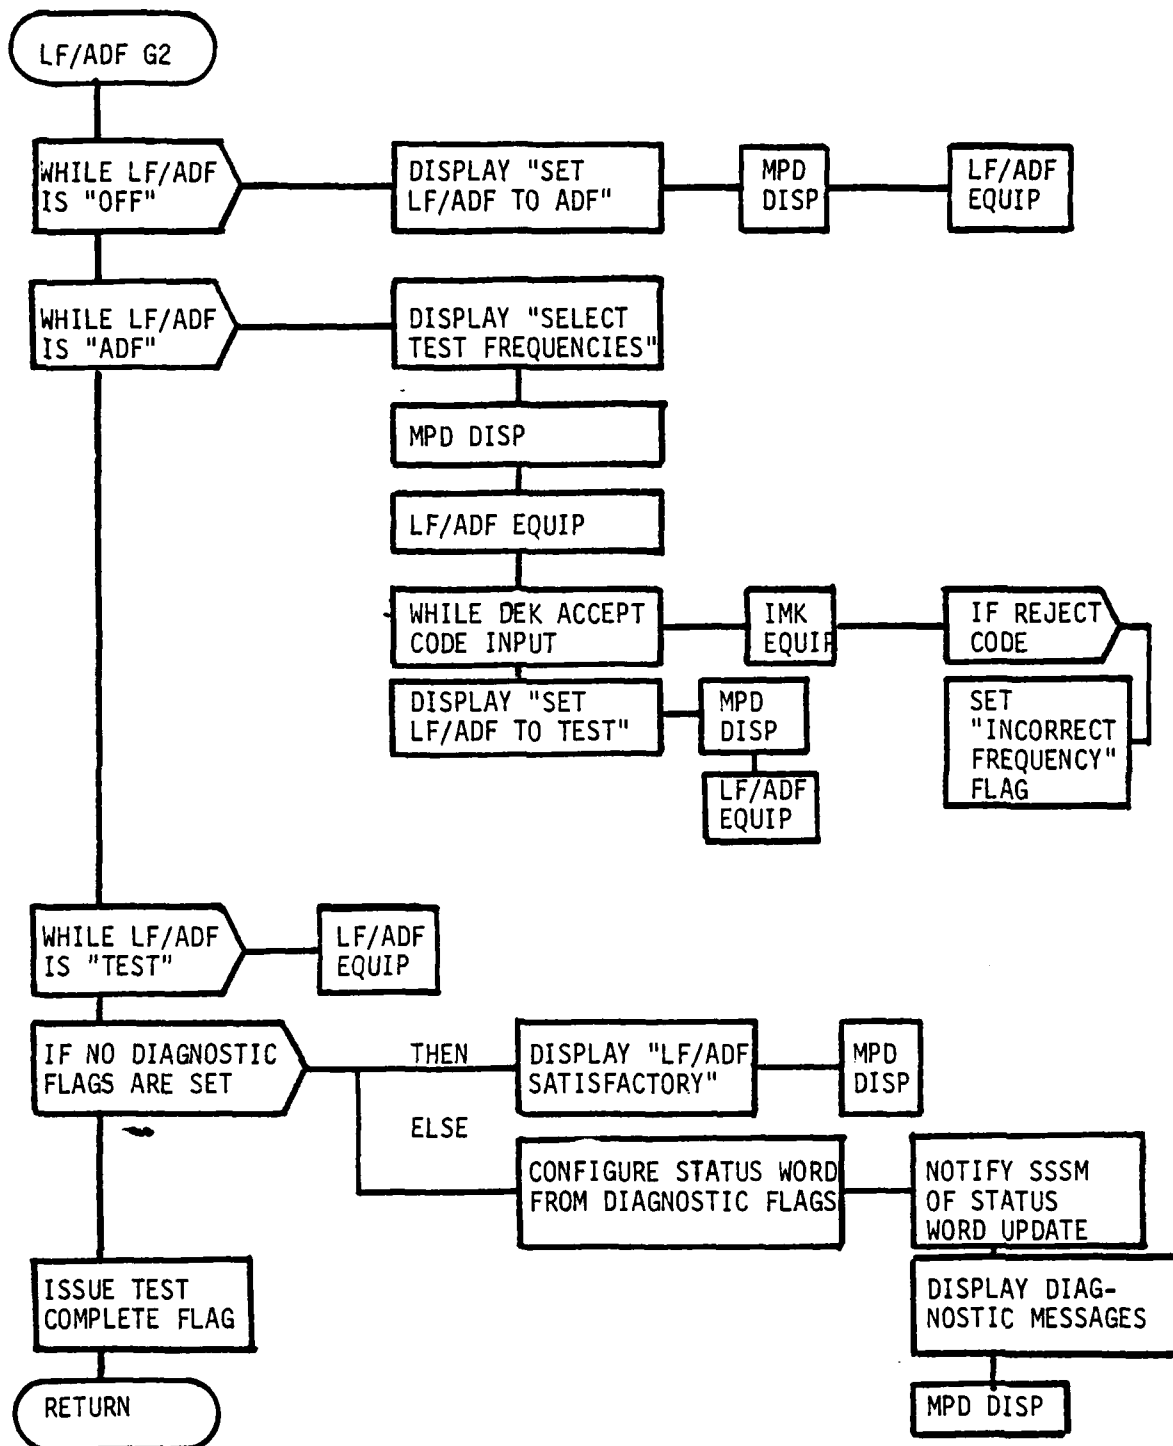 LF/ADF G2
WHILE LF/ADF
IS "OFF"
DISPLAY "SET
LF/ADF TO ADF"
MPD
DISP
LF/ADF
EQUIP
WHILE LF/ADF
IS "ADF"
DISPLAY "SELECT
TEST FREQUENCIES"
MPD DISP
LF/ADF EQUIP
WHILE DEK ACCEPT
CODE INPUT
IMK
EQUIP
IF REJECT
CODE
DISPLAY "SET
LF/ADF TO TEST"
MPD
DISP
LF/ADF
EQUIP
SET
"INCORRECT
FREQUENCY"
FLAG
WHILE LF/ADF
IS "TEST"
LF/ADF
EQUIP
IF NO DIAGNOSTIC
FLAGS ARE SET
THEN
DISPLAY "LF/ADF
SATISFACTORY"
MPD
DISP
ELSE
CONFIGURE STATUS WORD
FROM DIAGNOSTIC FLAGS
NOTIFY SSSM
OF STATUS
WORD UPDATE
DISPLAY DIAG-
NOSTIC MESSAGES
MPD DISP
ISSUE TEST
COMPLETE FLAG
RETURN